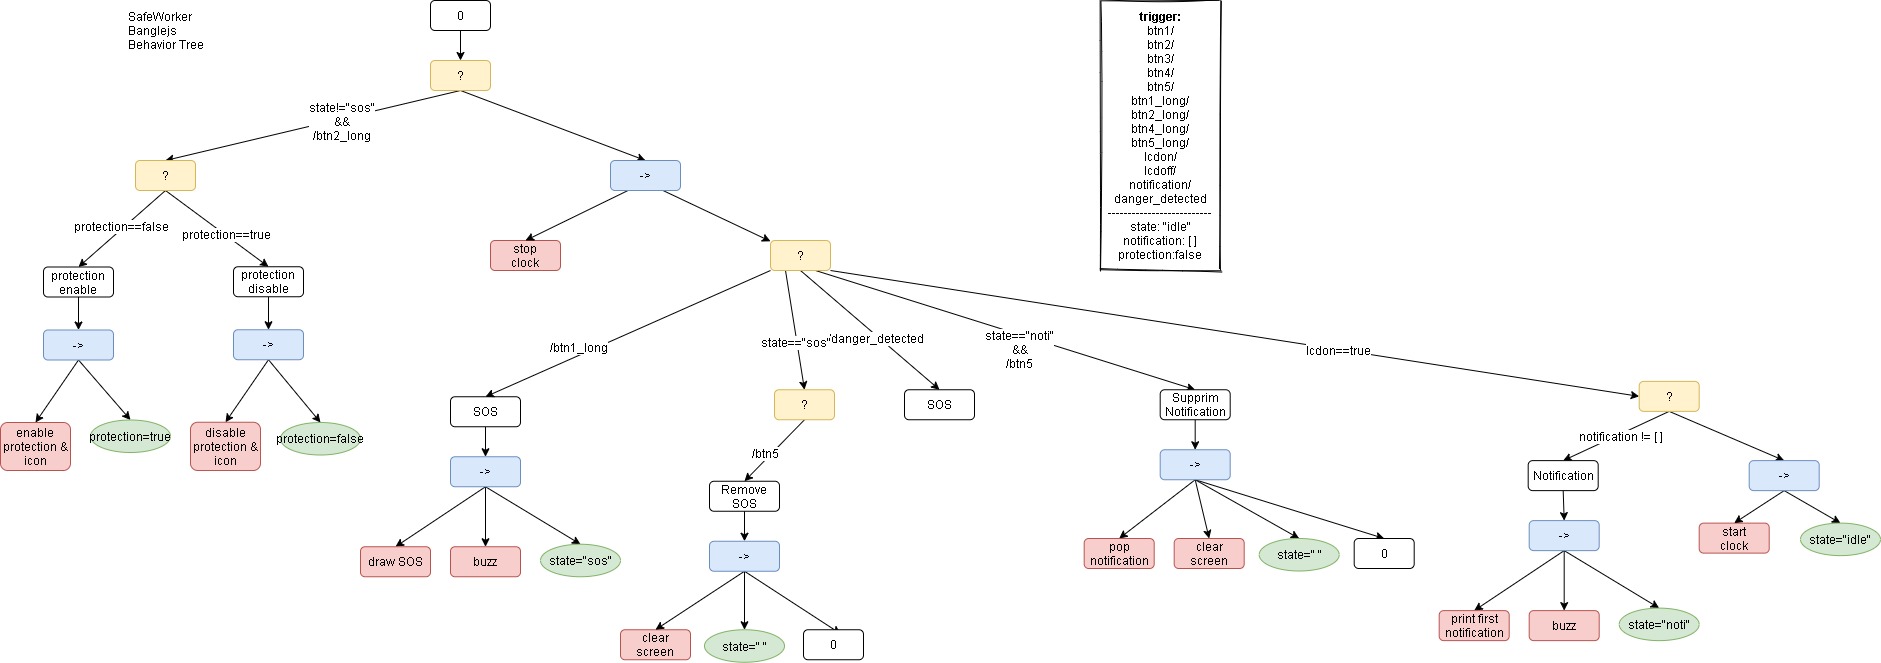 SafeWorker
Banglejs
Behavior Tree
0
?
state!="sos"
&&
/btn2_long
?
->
protection==false
protection==true
protection
enable
protection
disable
->
->
enable
protection &
icon
protection=true
disable
protection &
icon
protection=false
stop
clock
?
/btn1_long
state=="sos"
/danger_detected
state=="noti"
&&
/btn5
lcdon==true
SOS
->
draw SOS
buzz
state="sos"
?
/btn5
Remove
SOS
->
clear
screen
state=" "
0
SOS
Supprim
Notification
->
pop
notification
clear
screen
state=" "
0
?
notification != [ ]
Notification
->
print first
notification
buzz
state="noti"
->
start
clock
state="idle"
trigger:
btn1/
btn2/
btn3/
btn4/
btn5/
btn1_long/
btn2_long/
btn4_long/
btn5_long/
lcdon/
lcdoff/
notification/
danger_detected
--------------------------
state: "idle"
notification: [ ]
protection:false